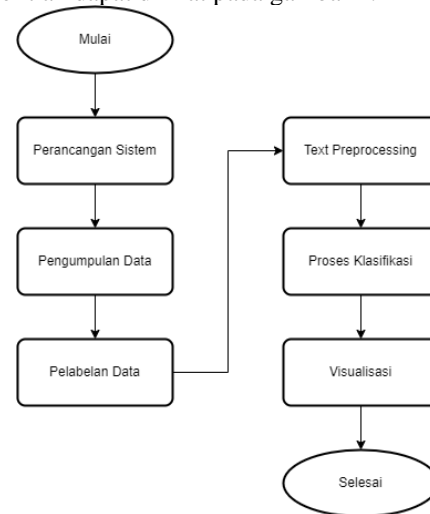 Mulai
Perancangan Sistem
Pengumpulan Data
Pelabelan Data
Text Preprocessing
Proses Klasifikasi
Visualisasi
Selesai